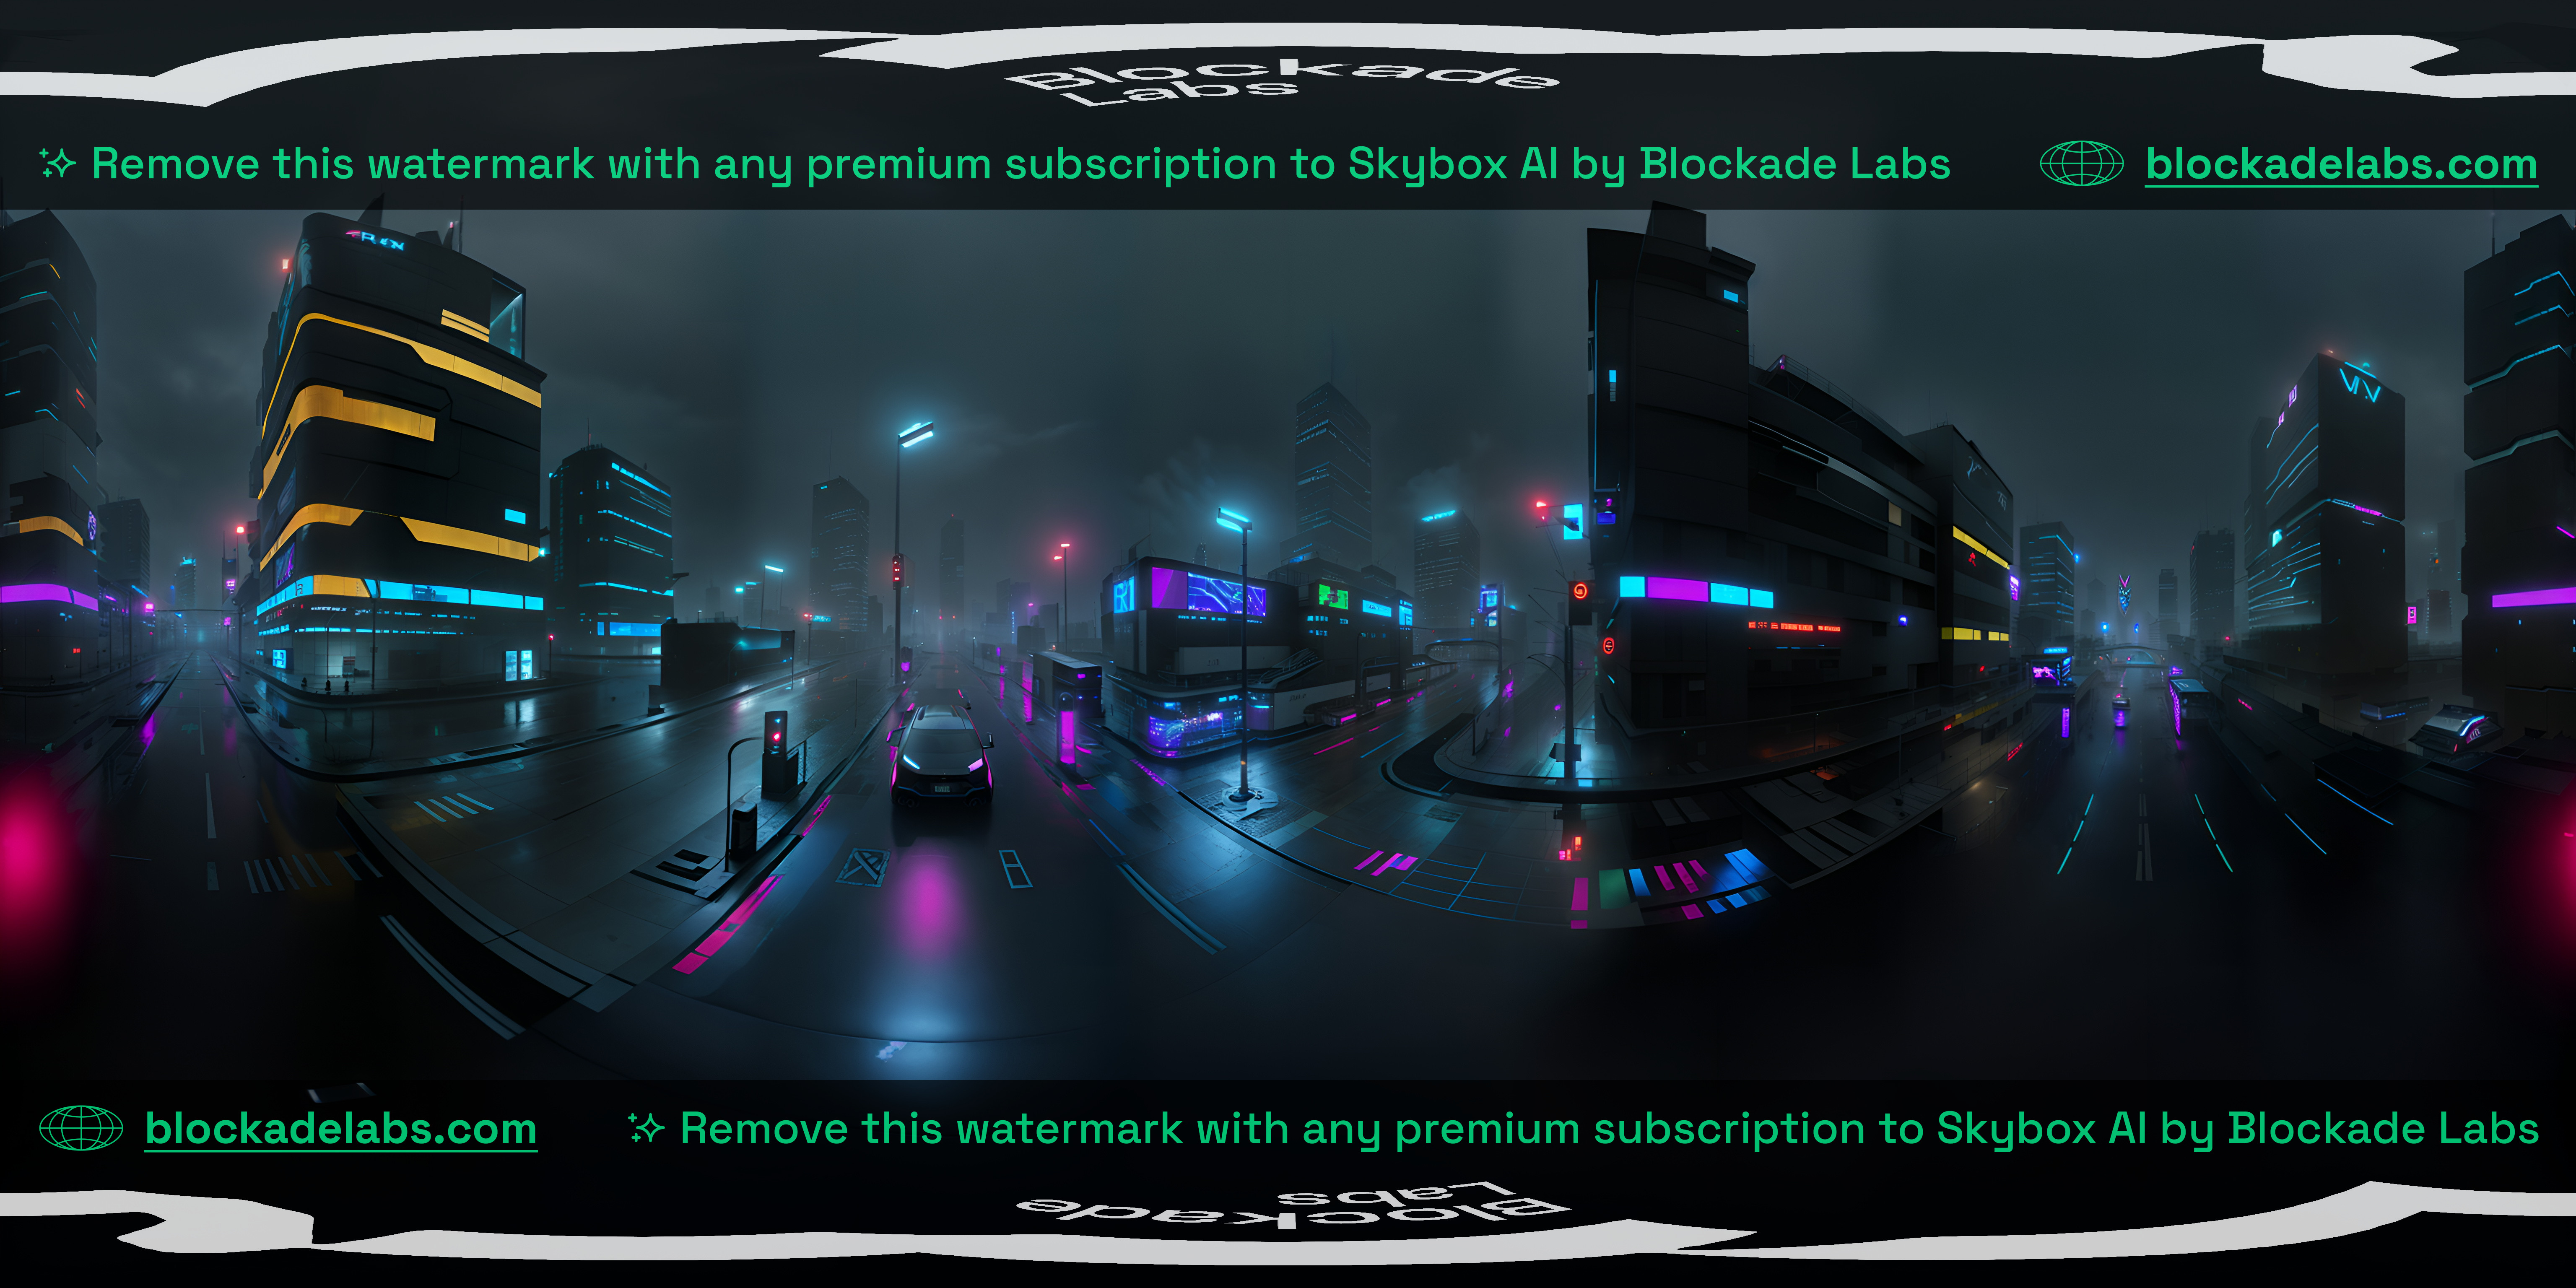 Blockade
Labs
Remove this watermark with any premium subscription to Skybox AI by Blockade Labs
blockadelabs.com
blockadelabs.com
Remove this watermark with any premium subscription to Skybox AI by Blockade Labs
Blockade
Labs